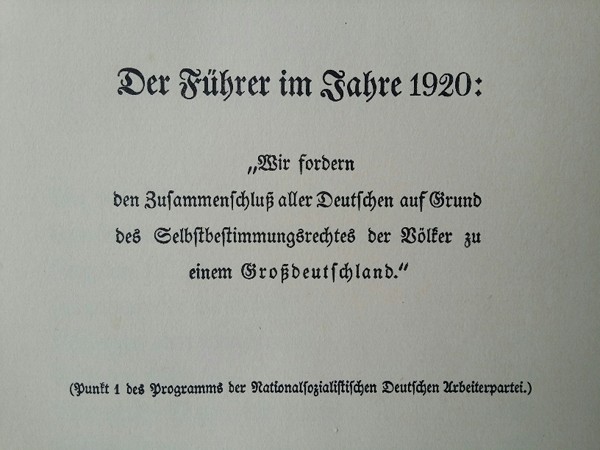 Der Führer im Jahre 1920:
„Wir fordern
den Zuſammenſchluß aller Deutſchen auf Grund
des Selbſtbeſtimmungsrechtes der Völker zu
einem Großdeutſchland.“
(Punkt 1 des Programms der Nationalſozialiſtiſchen Deutſchen Arbeiterpartei.)